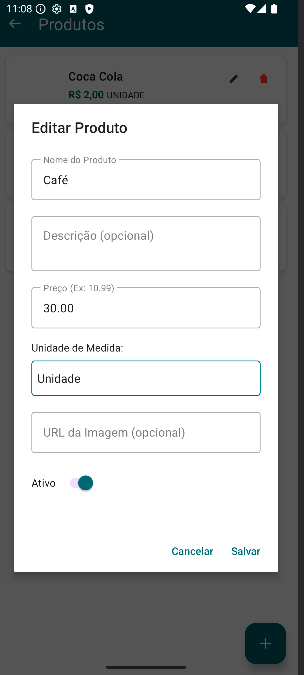 11:08
Produtos
Coca Cola
R$ 2,00 UNIDADE
Editar Produto
Nome do Produto
Café
Descrição (opcional)
Preço (Ex: 10.99)
30.00
Unidade de Medida:
Unidade
URL da Imagem (opcional)
Ativo
Cancelar Salvar